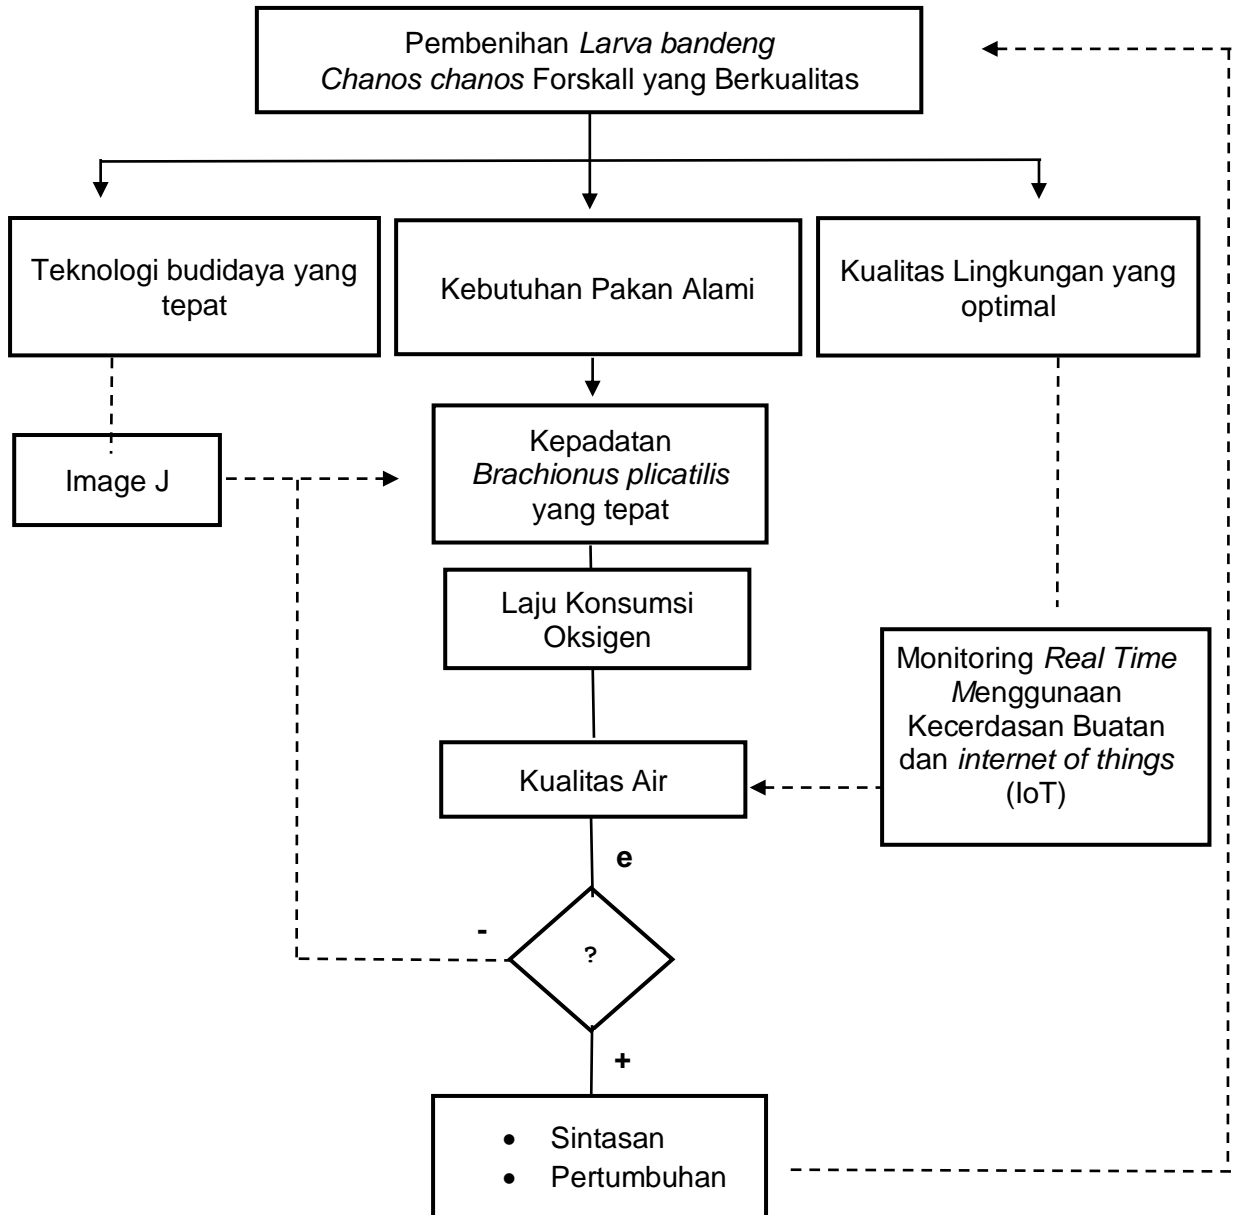 Pembenihan Larva bandeng
Chanos chanos Forskall yang Berkualitas
Teknologi budidaya yang
tepat
Kebutuhan Pakan Alami
Kualitas Lingkungan yang
optimal
Image J
Kepadatan
Brachionus plicatilis
yang tepat
Laju Konsumsi
Oksigen
Monitoring Real Time
Menggunaan
Kecerdasan Buatan
dan internet of things
(IoT)
Kualitas Air
e
-
?
+
• Sintasan
• Pertumbuhan